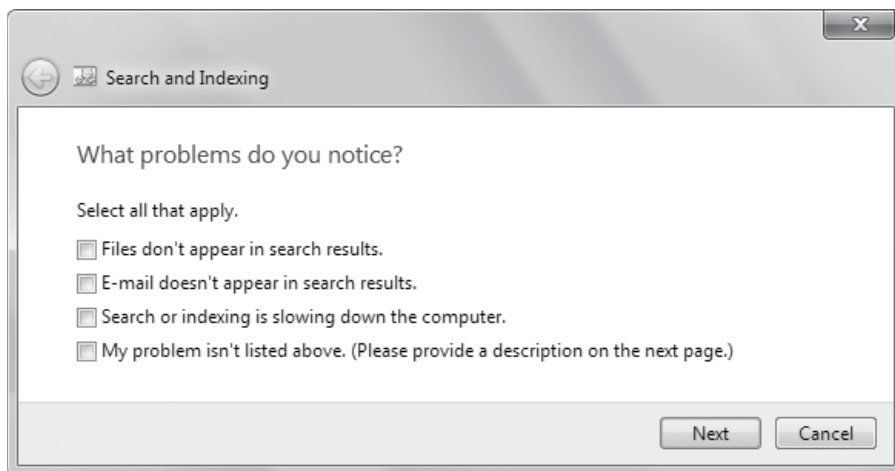 X
Search and Indexing
What problems do you notice?
Select all that apply.
Files don't appear in search results.
E-mail doesn't appear in search results.
Search or indexing is slowing down the computer.
My problem isn't listed above. (Please provide a description on the next page.)
Next Cancel